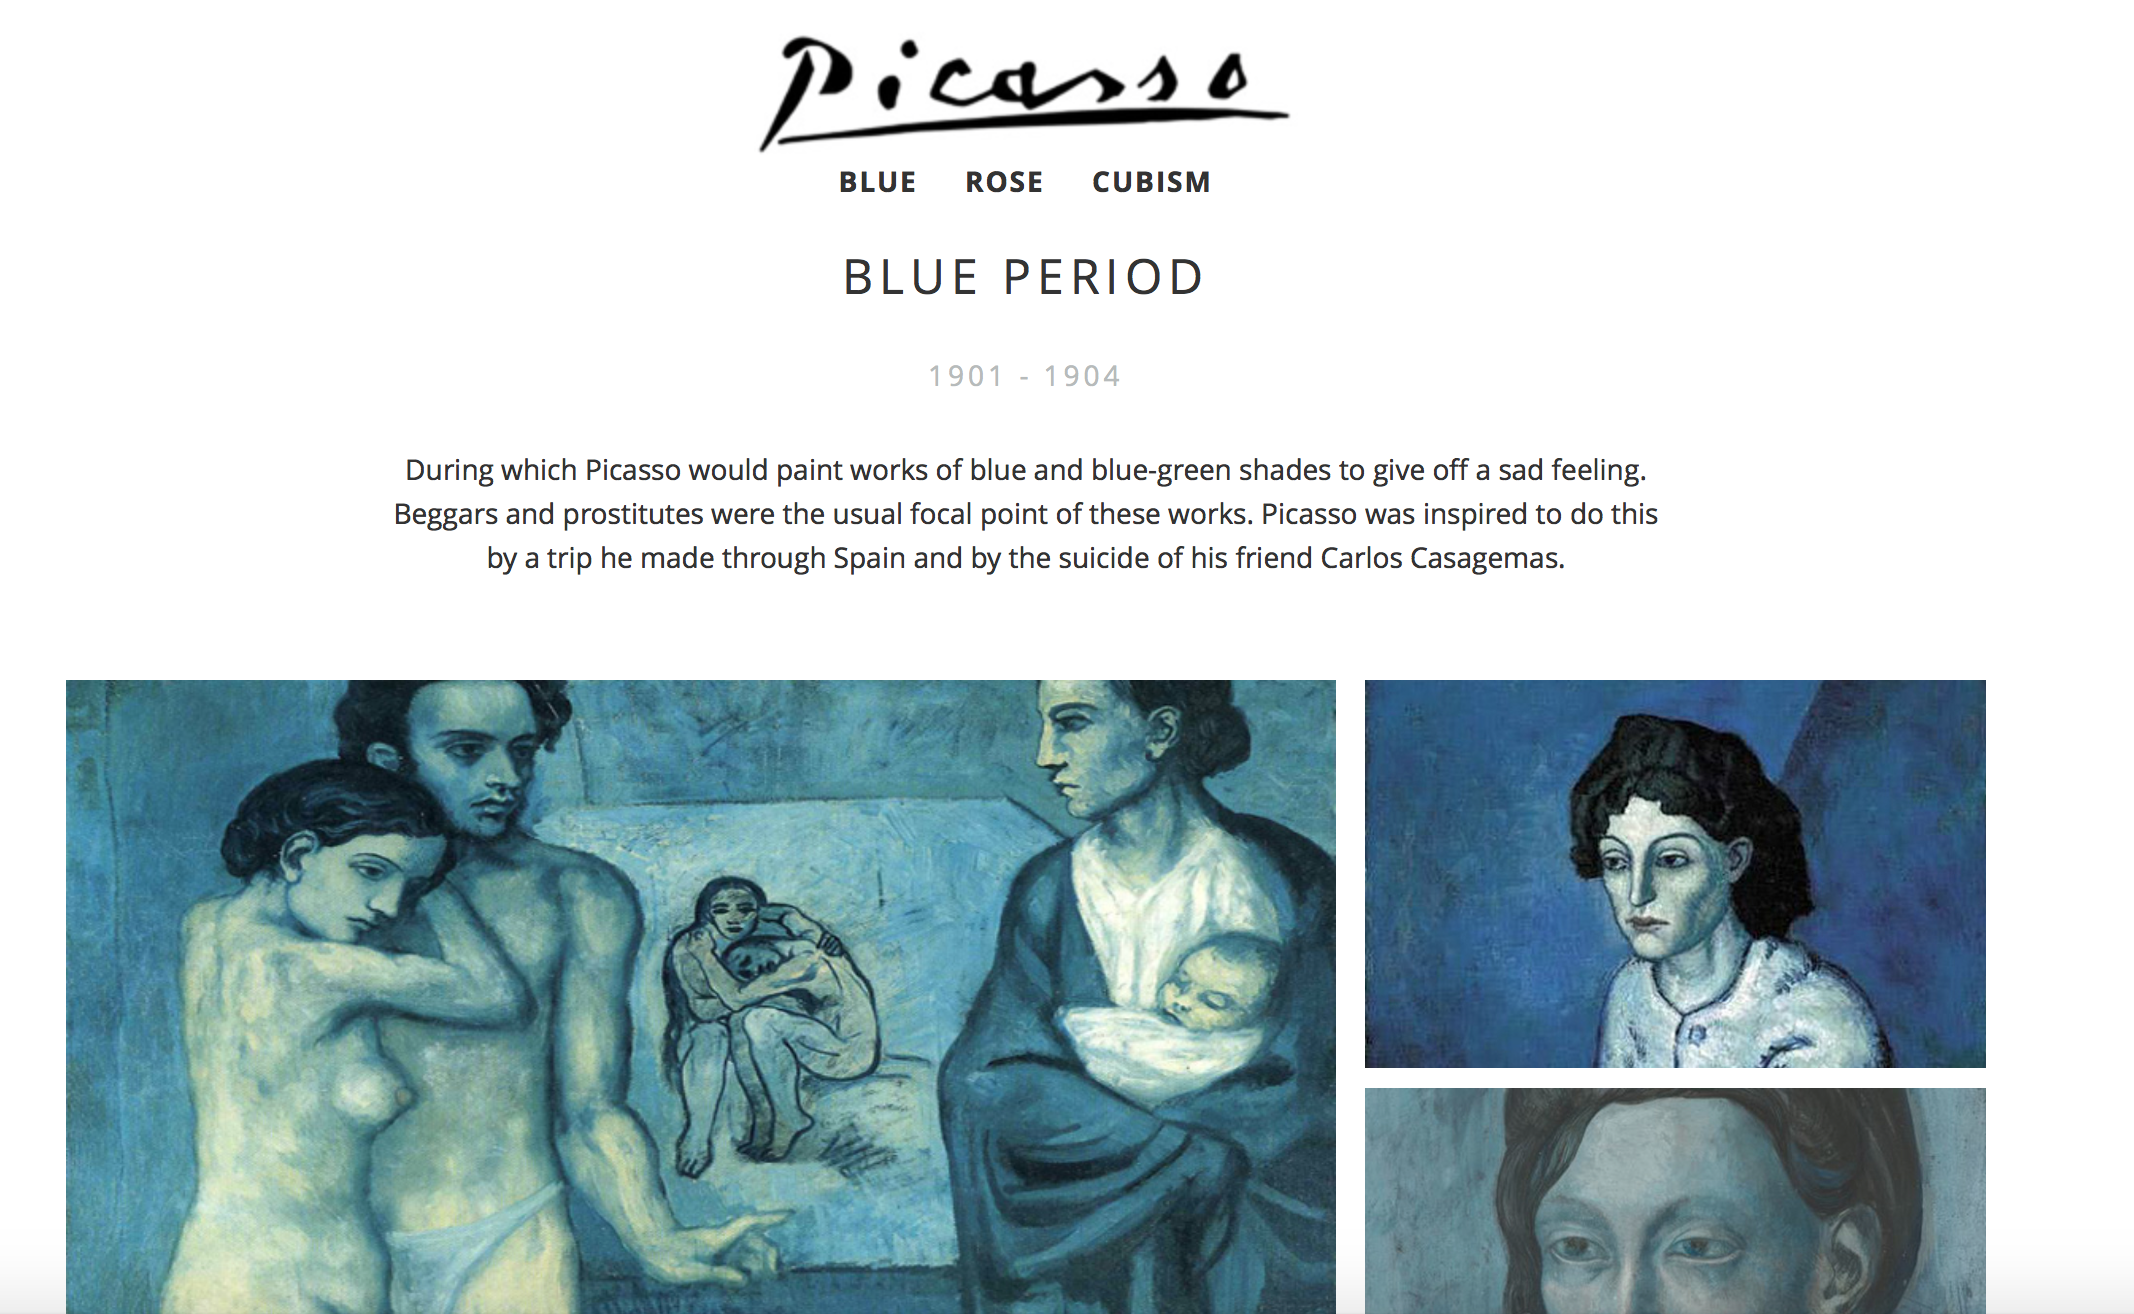 Picasso
BLUE ROSE CUBISM
BLUE PERIOD
1901 - 1904
During which Picasso would paint works of blue and blue-green shades to give off a sad feeling.
Beggars and prostitutes were the usual focal point of these works. Picasso was inspired to do this
by a trip he made through Spain and by the suicide of his friend Carlos Casagemas.